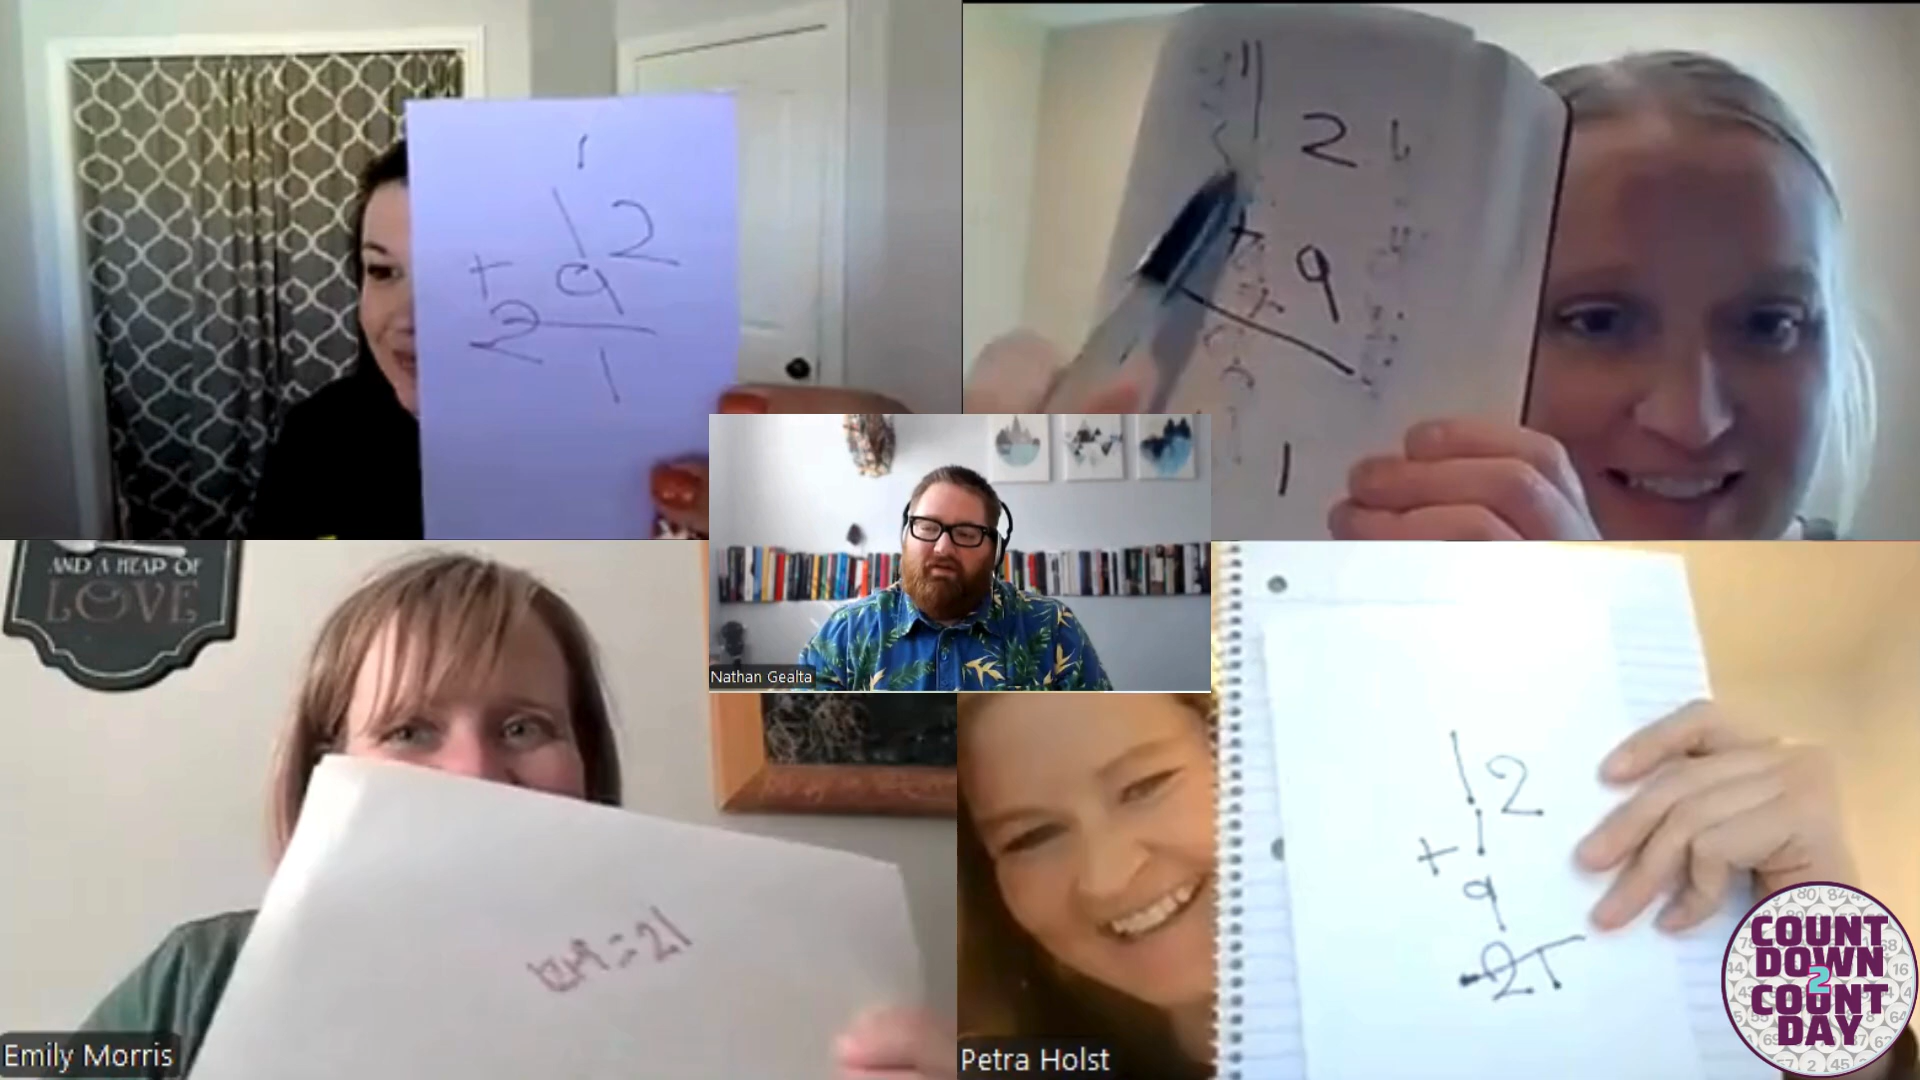 1
12
+ 9
21
2
+ 9
1
Nathan Gealta
AND A HEAP OF
LOVE
12+9=21
Emily Morris
12
1
+
9
21
Petra Holst
COUNT
DOWN
2
COUNT
DAY